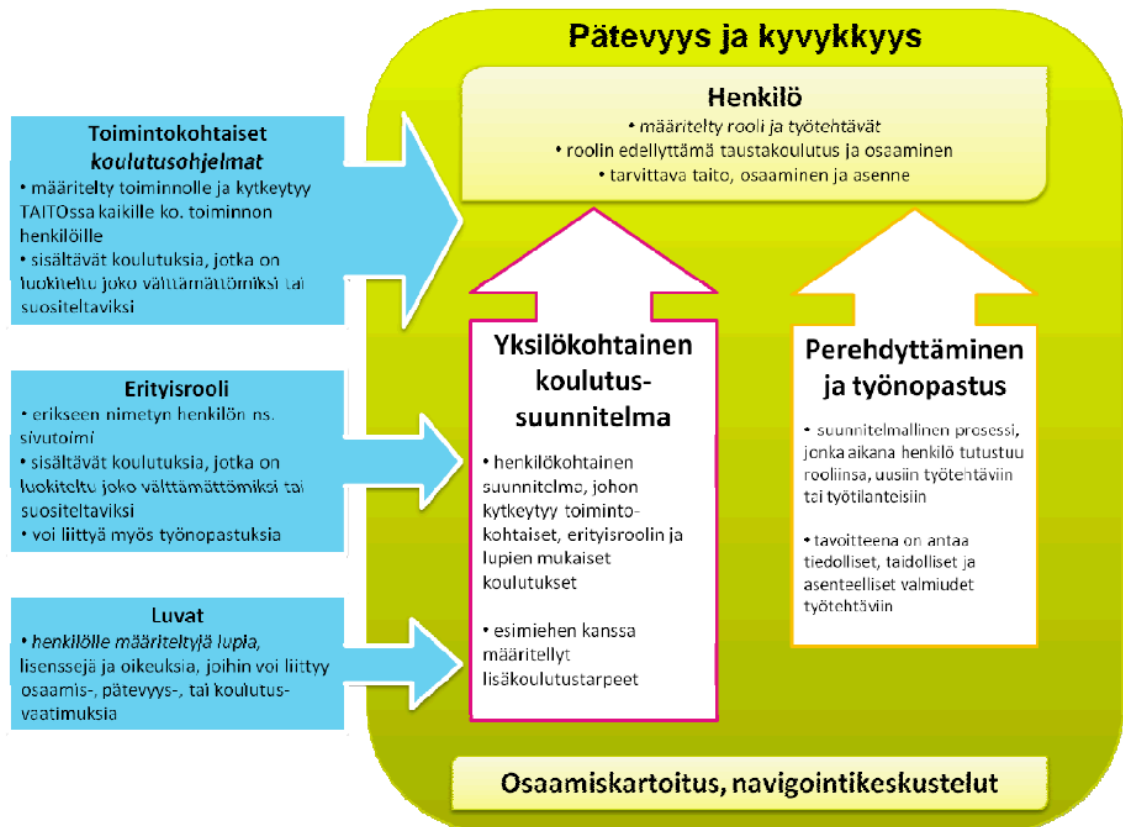 Pätevyys ja kyvykkyys
Henkilö
• määritelty rooli ja työtehtävät
• roolin edellyttämä taustakoulutus ja osaaminen
• tarvittava taito, osaaminen ja asenne
Toimintokohtaiset
koulutusohjelmat
• määritelty toiminnolle ja kytkeytyy
TAITOssa kaikille ko. toiminnon
henkilöille
• sisältävät koulutuksia, jotka on
luokiteltu joko välttämättömiksi tai
suositeltaviksi
Erityisrooli
• erikseen nimetyn henkilön ns.
sivutoimi
• sisältävät koulutuksia, jotka on
luokiteltu joko välttämättömiksi tai
suositeltaviksi
• voi liittyä myös työnopastuksia
Luvat
• henkilölle määriteltyjä lupia,
lisenssejä ja oikeuksia, joihin voi liittyy
osaamis-, pätevyys-, tai koulutus-
vaatimuksia
Yksilökohtainen
koulutus-
suunnitelma
• henkilökohtainen
suunnitelma, johon
kytkeytyy toiminto-
kohtaiset, erityisroolin ja
lupien mukaiset
koulutukset
• esimiehen kanssa
määritellyt
lisäkoulutustarpeet
Perehdyttäminen
ja työnopastus
• suunnitelmallinen prosessi,
jonka aikana henkilö tutustuu
rooliinsa, uusiin työtehtäviin
tai työtilanteisiin
• tavoitteena on antaa
tiedolliset, taidolliset ja
asenteelliset valmiudet
työtehtäviin
Osaamiskartoitus, navigointikeskustelut